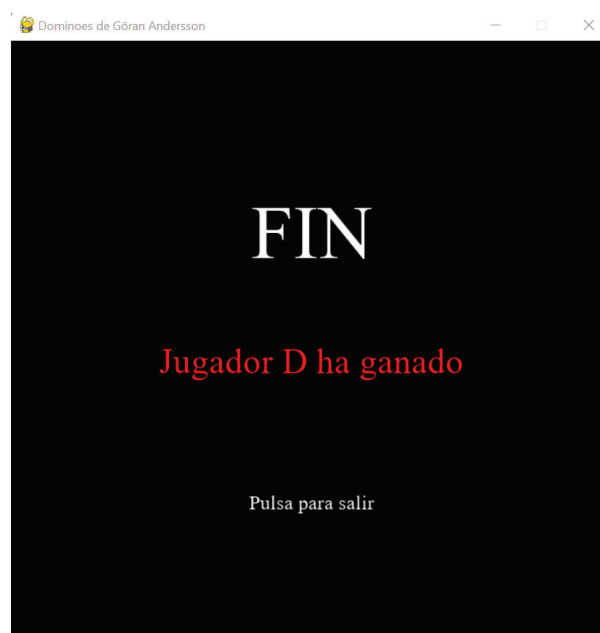 Dominoes de Göran Andersson
FIN
Jugador D ha ganado
Pulsa para salir